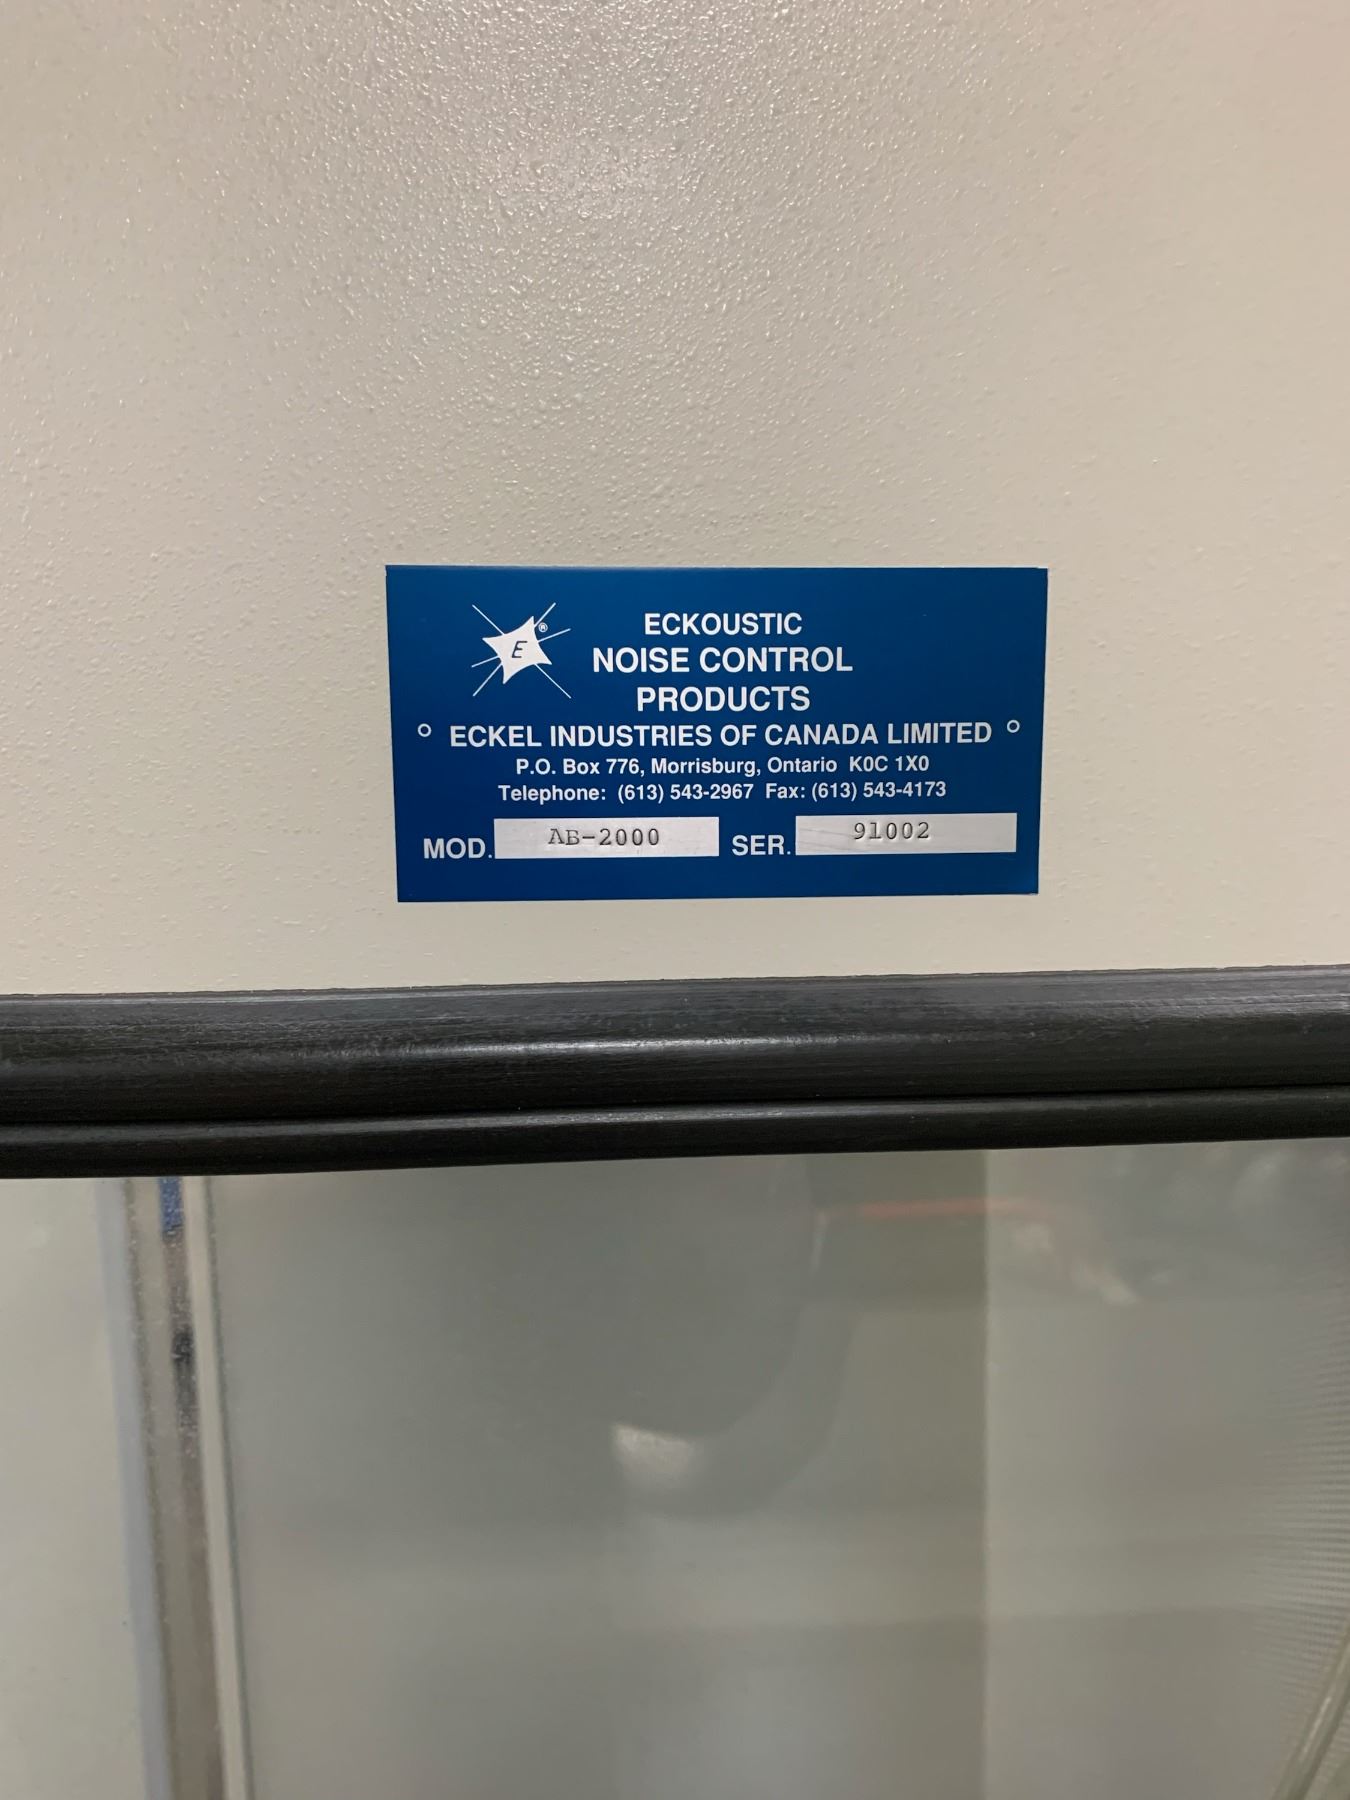 E®
ECKOUSTIC
NOISE CONTROL
PRODUCTS
ECKEL INDUSTRIES OF CANADA LIMITED
P.O. Box 776, Morrisburg, Ontario K0C 1X0
Telephone: (613) 543-2967 Fax: (613) 543-4173
MOD. AB-2000 SER. 91002